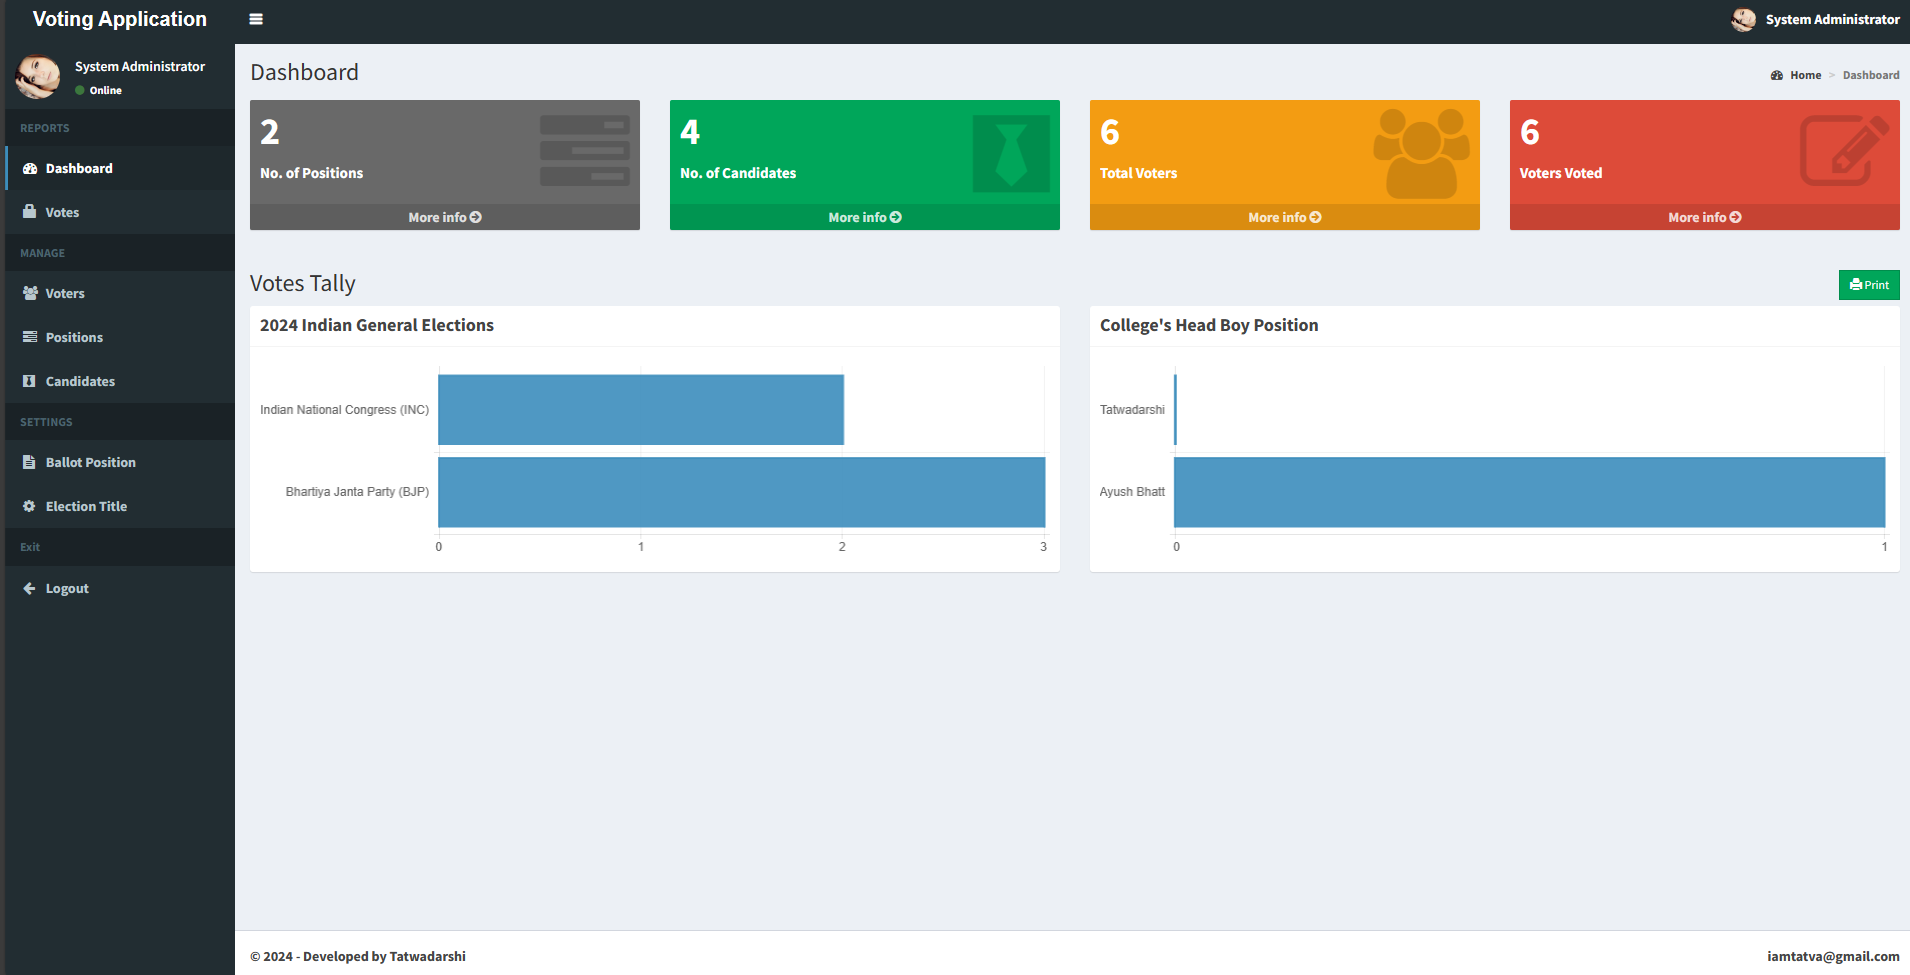 Voting Application
System Administrator
System Administrator
Online
REPORTS
Dashboard
Votes
MANAGE
Voters
Positions
Candidates
SETTINGS
Ballot Position
Election Title
Exit
Logout
Dashboard
Home > Dashboard
2
No. of Positions
More info
4
No. of Candidates
More info
6
Total Voters
More info
6
Voters Voted
More info
Votes Tally
Print
2024 Indian General Elections
Indian National Congress (INC)
Bhartiya Janta Party (BJP)
0 1 2 3
College's Head Boy Position
Tatwadarshi
Ayush Bhatt
0 1
© 2024 - Developed by Tatwadarshi
iamtatva@gmail.com